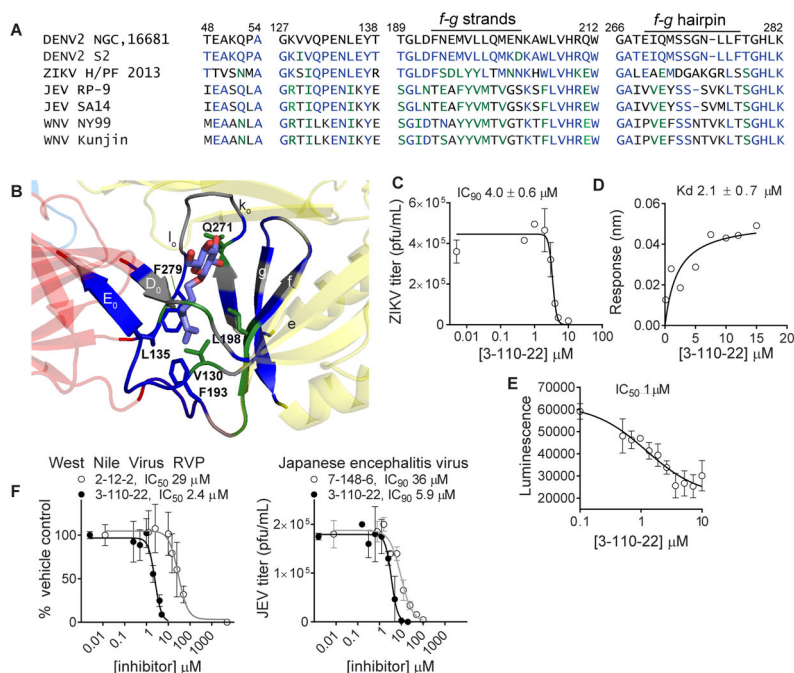 A
48 54 127 138 189 f-g strands 212 266 f-g hairpin 282
DENV2 NGC,16681 TEAKQPA GKVVQPENLEYT TGLDFNEMVLLQMENKAWLVHRQW GATEIQMSSGN-LLFTGHLK
DENV2 S2 TEAKQPA GKIVQPENLEYT TGLDFNEMVLLQMKDKAWLVHRQW GATEIQMSSGN-LLFTGHLK
ZIKV H/PF 2013 TTVSNMA GKSIQPENLEYR TGLDFSDLYYLTMNNKHWLVHKEW GALEAEMDGAKGRLSSGHLK
JEV RP-9 IEASQLA GRTIQPENIKYE SGLNTEAFYVMTVGSKSFLVHREW GAIVVEYSS-SVKLTSGHLK
JEV SA14 IEASQLA GRTIQPENIKYE SGLNTEAFYVMTVGSKSFLVHREW GAIVVEYSS-SVMLTSGHLK
WNV NY99 MEAANLA GRTILKENIKYE SGIDTNAYYVMTVGTKTFLVHREW GAIPVEFSSNTVKLTSGHLK
WNV Kunjin MEAANLA GRTIQPENIKYE SGIDTEAYYVMTVGTKTFLVHREW GAIPVEFSSNTVKLTSGHLK
B
k₀
l₀
Q271
F279
g
f
D₀
E₀
e
L198
L135
V130
F193
C
IC₉₀ 4.0 ± 0.6 µM
ZIKV titer (pfu/mL)
6×10⁵
4×10⁵
2×10⁵
0
0.01 0.1 1 10 100
[3-110-22] µM
D
Kd 2.1 ± 0.7 µM
Response (nm)
0.06
0.04
0.02
0
0 5 10 15 20
[3-110-22] µM
E
IC₅₀ 1µM
Luminescence
70000
60000
50000
40000
30000
20000
0.1 1 10
[3-110-22] µM
F
West Nile Virus RVP
2-12-2, IC₅₀ 29 µM
3-110-22, IC₅₀ 2.4 µM
% vehicle control
100
50
0
0.01 0.1 1 10 100 1000
[inhibitor] µM
Japanese encephalitis virus
7-148-6, IC₉₀ 36 µM
3-110-22, IC₉₀ 5.9 µM
JEV titer (pfu/mL)
2×10⁵
1×10⁵
0
0.01 0.1 1 10 100 1000
[inhibitor] µM